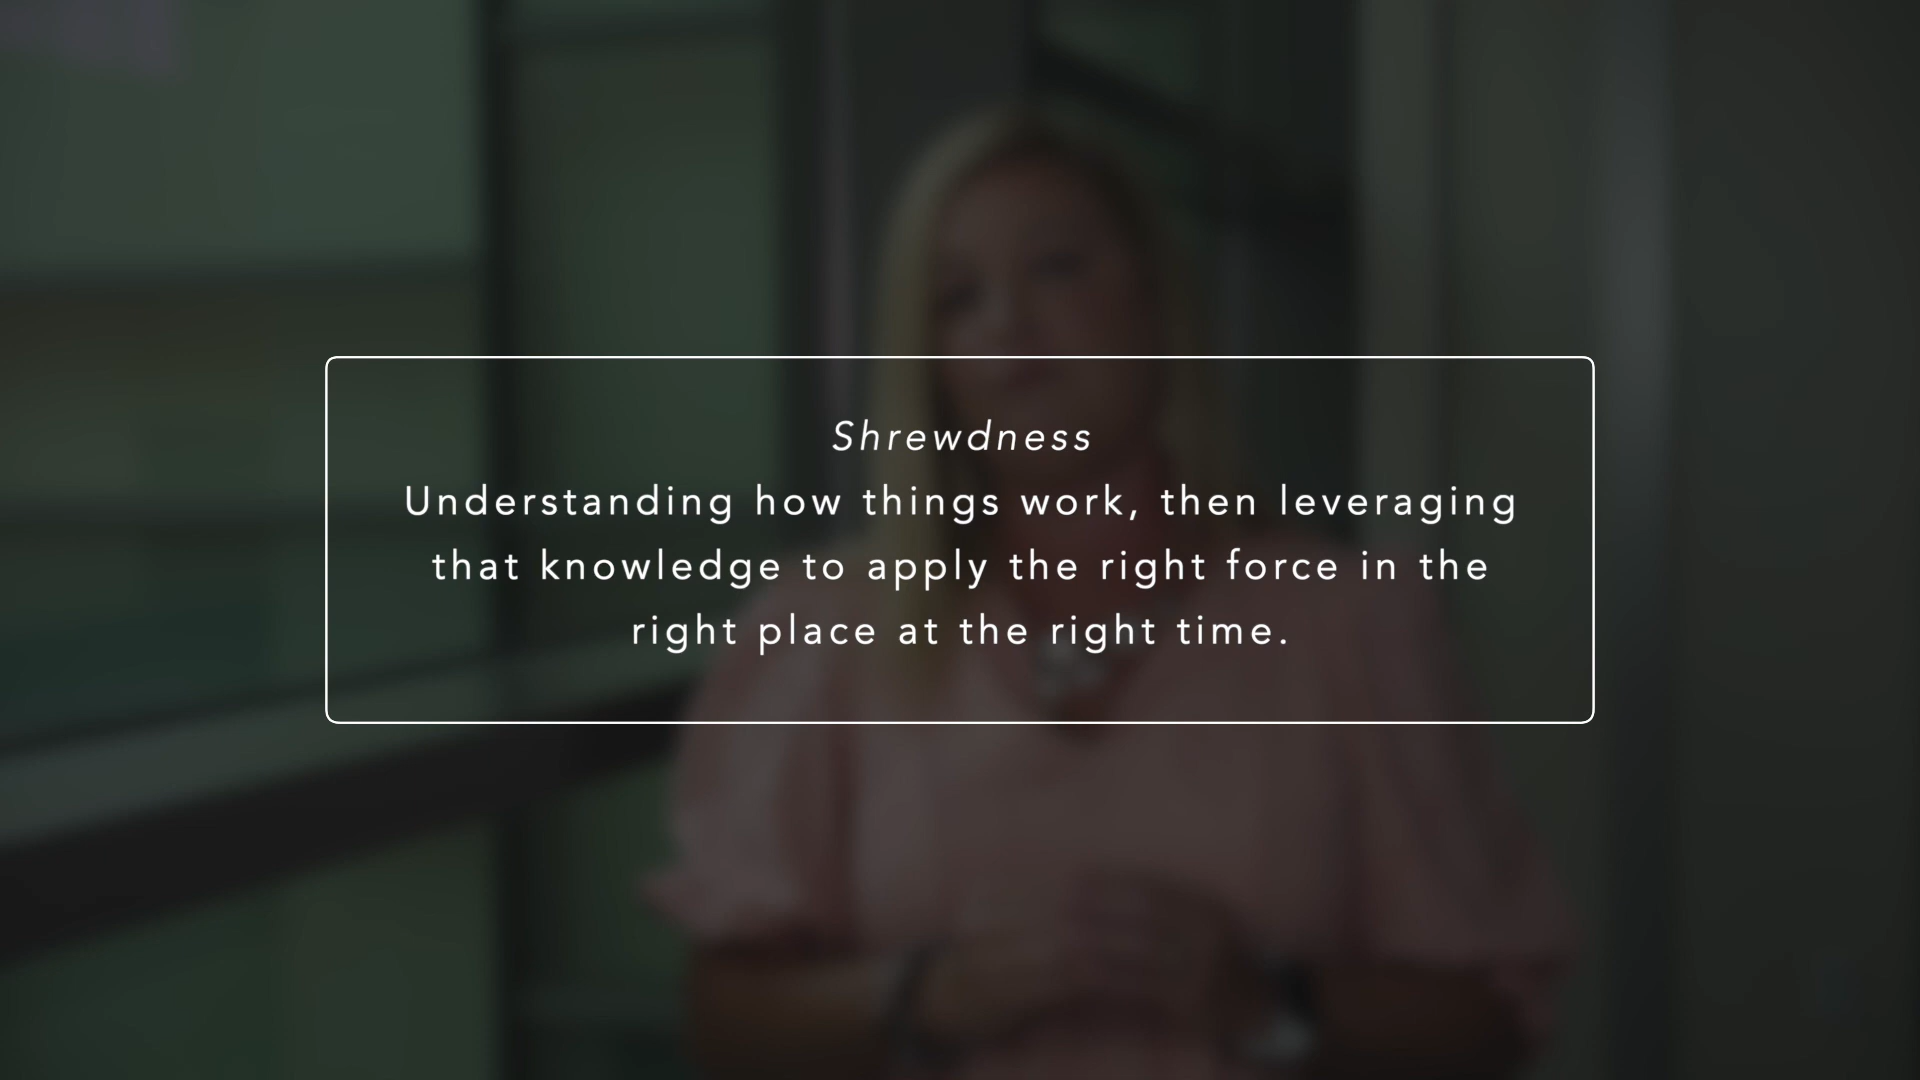 Shrewdness
Understanding how things work, then leveraging
that knowledge to apply the right force in the
right place at the right time.